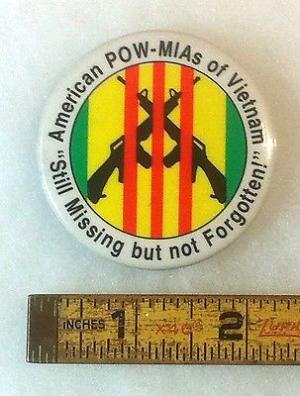 American POW-MIAs of Vietnam
"Still Missing but not Forgotten!"
INCHES 1 2